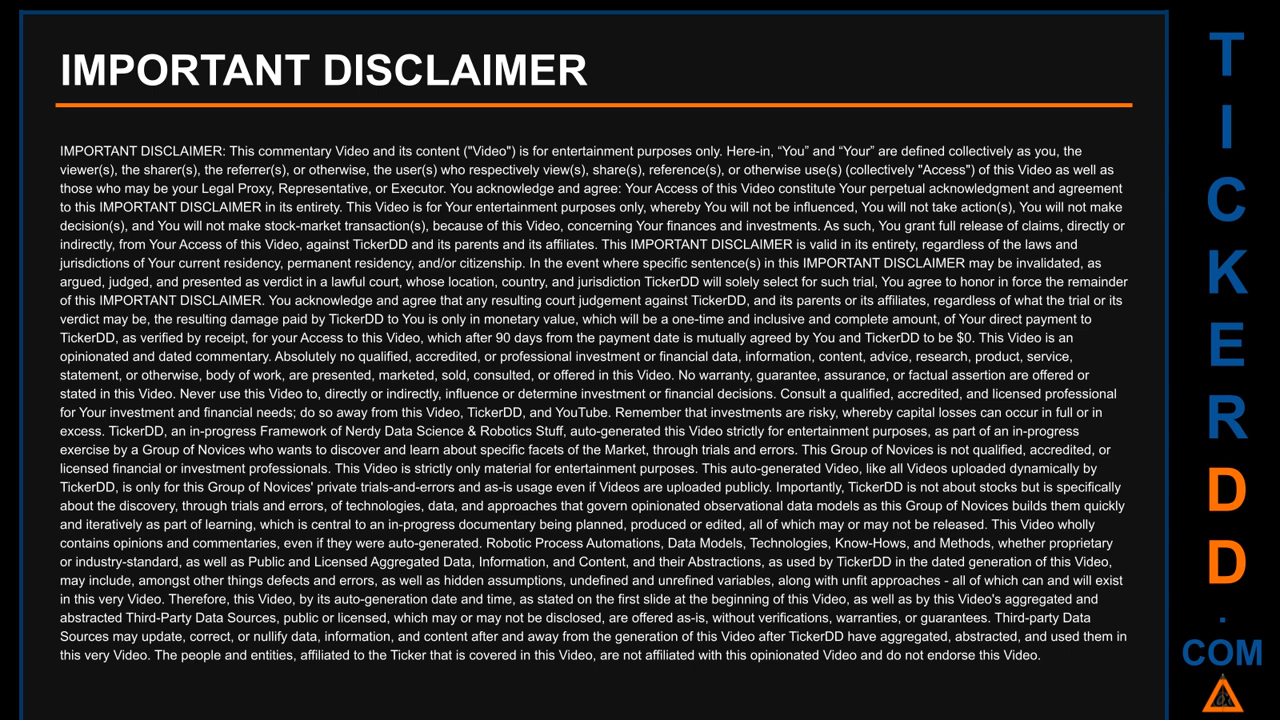 IMPORTANT DISCLAIMER
IMPORTANT DISCLAIMER: This commentary Video and its content ("Video") is for entertainment purposes only. Here-in, “You” and “Your” are defined collectively as you, the
viewer(s), the sharer(s), the referrer(s), or otherwise, the user(s) who respectively view(s), share(s), reference(s), or otherwise use(s) (collectively "Access") of this Video as well as
those who may be your Legal Proxy, Representative, or Executor. You acknowledge and agree: Your Access of this Video constitute Your perpetual acknowledgment and agreement
to this IMPORTANT DISCLAIMER in its entirety. This Video is for Your entertainment purposes only, whereby You will not be influenced, You will not take action(s), You will not make
decision(s), and You will not make stock-market transaction(s), because of this Video, concerning Your finances and investments. As such, You grant full release of claims, directly or
indirectly, from Your Access of this Video, against TickerDD and its parents and its affiliates. This IMPORTANT DISCLAIMER is valid in its entirety, regardless of the laws and
jurisdictions of Your current residency, permanent residency, and/or citizenship. In the event where specific sentence(s) in this IMPORTANT DISCLAIMER may be invalidated, as
argued, judged, and presented as verdict in a lawful court, whose location, country, and jurisdiction TickerDD will solely select for such trial, You agree to honor in force the remainder
of this IMPORTANT DISCLAIMER. You acknowledge and agree that any resulting court judgement against TickerDD, and its parents or its affiliates, regardless of what the trial or its
verdict may be, the resulting damage paid by TickerDD to You is only in monetary value, which will be a one-time and inclusive and complete amount, of Your direct payment to
TickerDD, as verified by receipt, for your Access to this Video, which after 90 days from the payment date is mutually agreed by You and TickerDD to be $0. This Video is an
opinionated and dated commentary. Absolutely no qualified, accredited, or professional investment or financial data, information, content, advice, research, product, service,
statement, or otherwise, body of work, are presented, marketed, sold, consulted, or offered in this Video. No warranty, guarantee, assurance, or factual assertion are offered or
stated in this Video. Never use this Video to, directly or indirectly, influence or determine investment or financial decisions. Consult a qualified, accredited, and licensed professional
for Your investment and financial needs; do so away from this Video, TickerDD, and YouTube. Remember that investments are risky, whereby capital losses can occur in full or in
excess. TickerDD, an in-progress Framework of Nerdy Data Science & Robotics Stuff, auto-generated this Video strictly for entertainment purposes, as part of an in-progress
exercise by a Group of Novices who wants to discover and learn about specific facets of the Market, through trials and errors. This Group of Novices is not qualified, accredited, or
licensed financial or investment professionals. This Video is strictly only material for entertainment purposes. This auto-generated Video, like all Videos uploaded dynamically by
TickerDD, is only for this Group of Novices' private trials-and-errors and as-is usage even if Videos are uploaded publicly. Importantly, TickerDD is not about stocks but is specifically
about the discovery, through trials and errors, of technologies, data, and approaches that govern opinionated observational data models as this Group of Novices builds them quickly
and iteratively as part of learning, which is central to an in-progress documentary being planned, produced or edited, all of which may or may not be released. This Video wholly
contains opinions and commentaries, even if they were auto-generated. Robotic Process Automations, Data Models, Technologies, Know-Hows, and Methods, whether proprietary
or industry-standard, as well as Public and Licensed Aggregated Data, Information, and Content, and their Abstractions, as used by TickerDD in the dated generation of this Video,
may include, amongst other things defects and errors, as well as hidden assumptions, undefined and unrefined variables, along with unfit approaches - all of which can and will exist
in this very Video. Therefore, this Video, by its auto-generation date and time, as stated on the first slide at the beginning of this Video, as well as by this Video's aggregated and
abstracted Third-Party Data Sources, public or licensed, which may or may not be disclosed, are offered as-is, without verifications, warranties, or guarantees. Third-party Data
Sources may update, correct, or nullify data, information, and content after and away from the generation of this Video after TickerDD have aggregated, abstracted, and used them in
this very Video. The people and entities, affiliated to the Ticker that is covered in this Video, are not affiliated with this opinionated Video and do not endorse this Video.
T
I
C
K
E
R
D
D
.
COM